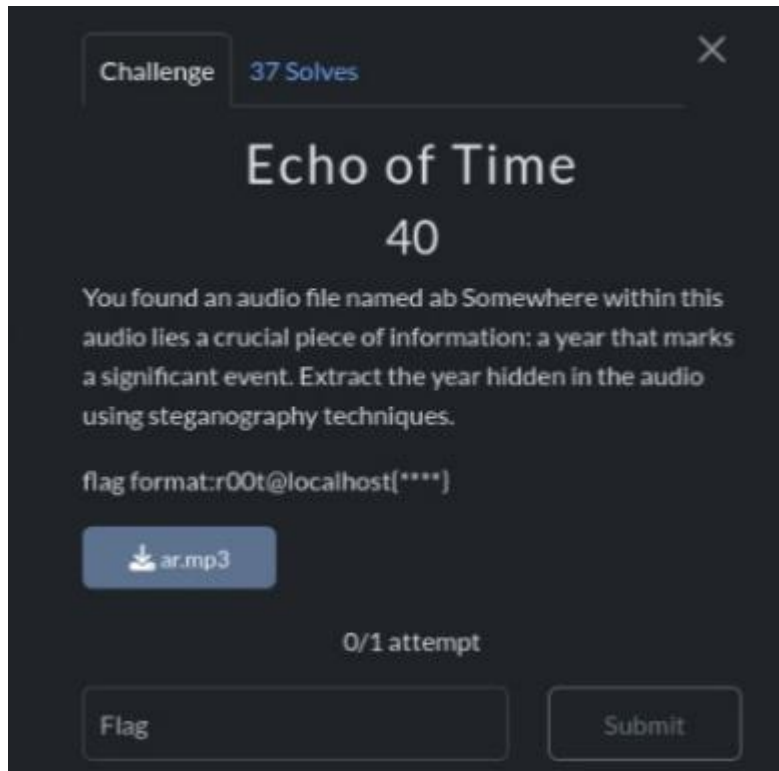 Challenge 37 Solves
Echo of Time
40
You found an audio file named ab Somewhere within this
audio lies a crucial piece of information: a year that marks
a significant event. Extract the year hidden in the audio
using steganography techniques.
flag format:r00t@localhost{****}
ar.mp3
0/1 attempt
Flag Submit